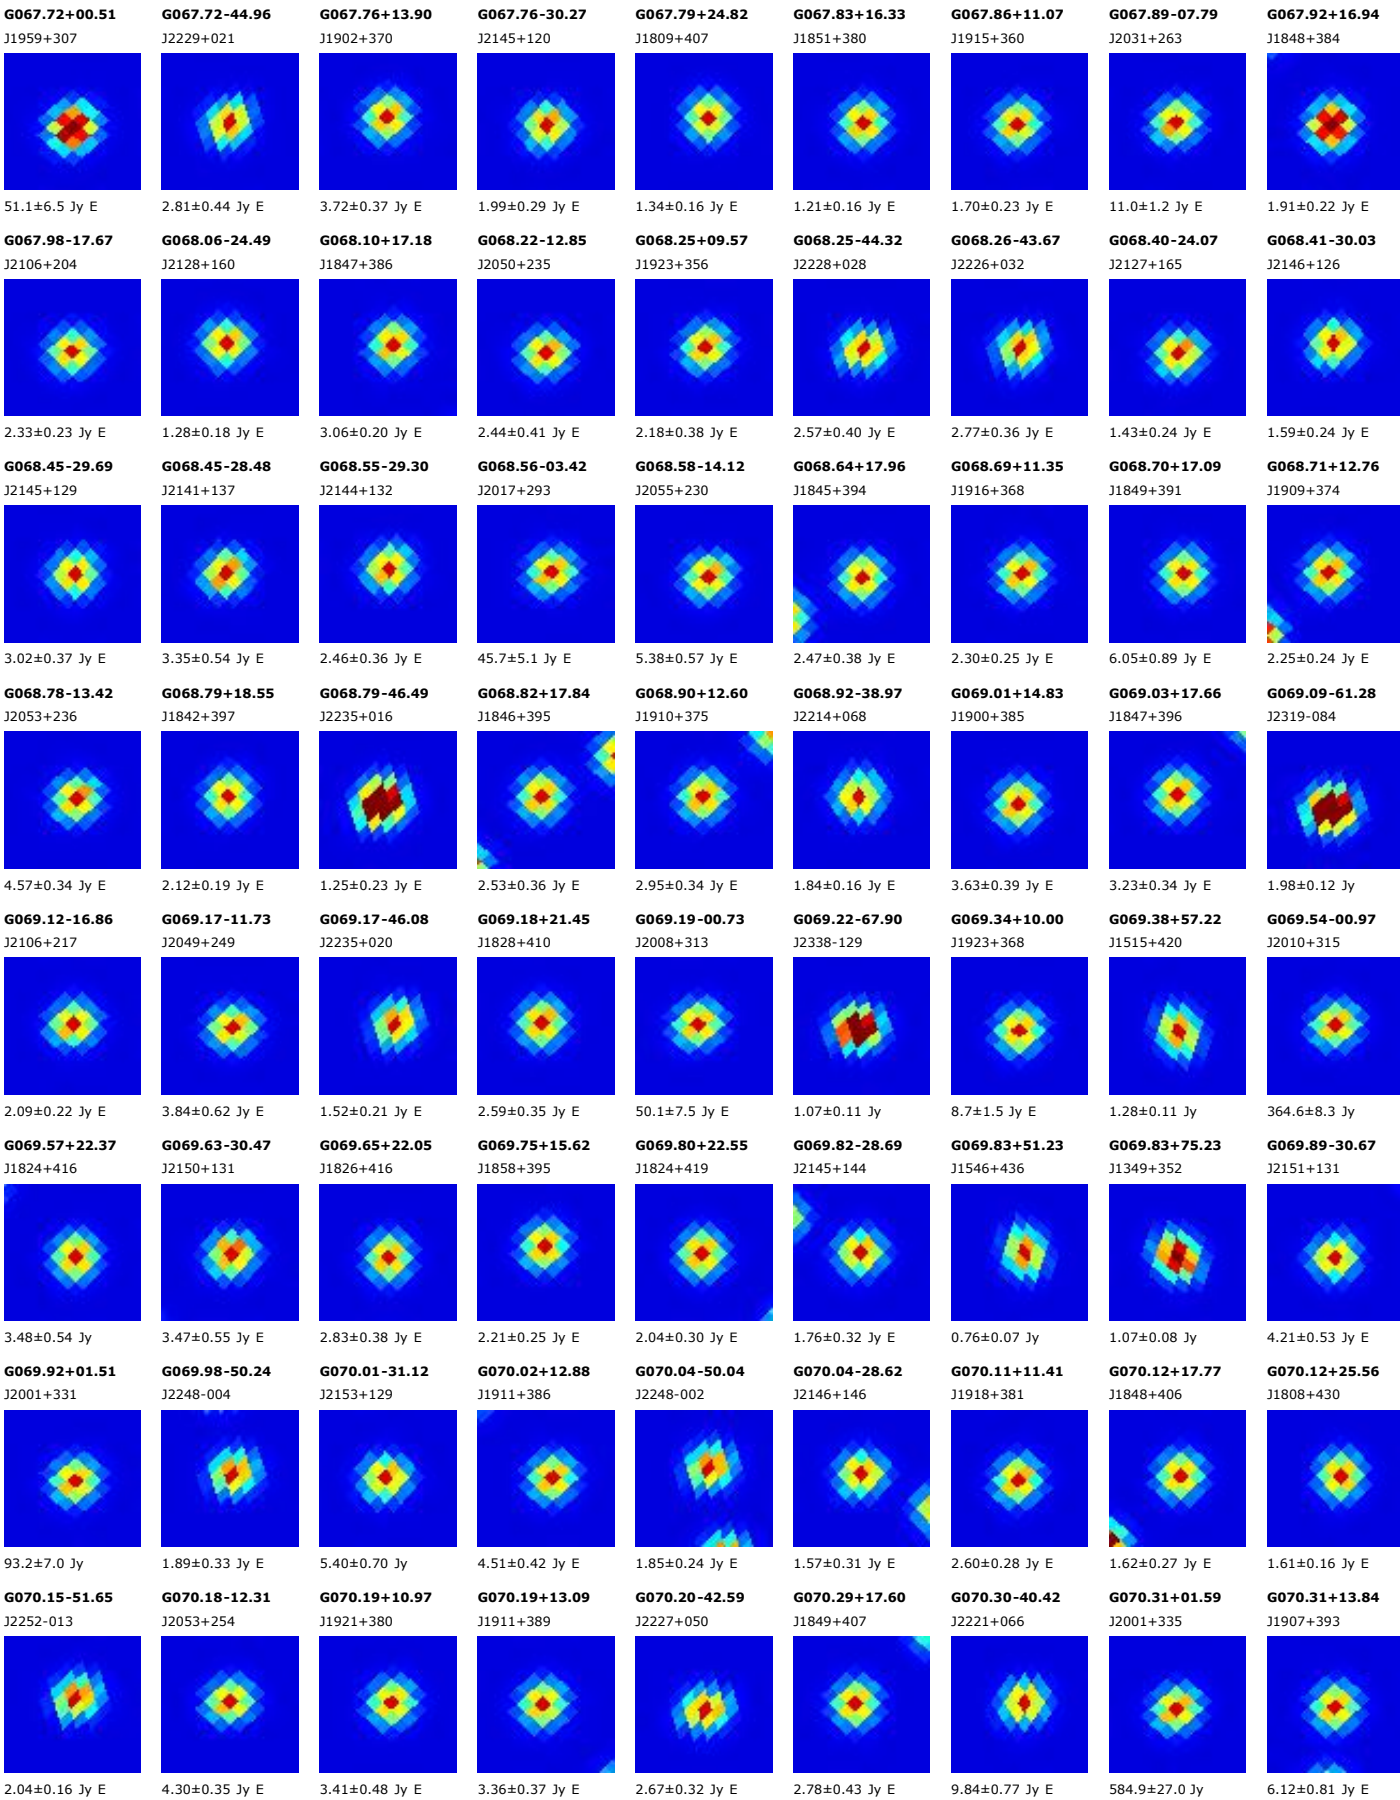 G067.72+00.51 G067.72-44.96 G067.76+13.90 G067.76-30.27 G067.79+24.82 G067.83+16.33 G067.86+11.07 G067.89-07.79 G067.92+16.94
J1959+307 J2229+021 J1902+370 J2145+120 J1809+407 J1851+380 J1915+360 J2031+263 J1848+384
51.1±6.5 Jy E 2.81±0.44 Jy E 3.72±0.37 Jy E 1.99±0.29 Jy E 1.34±0.16 Jy E 1.21±0.16 Jy E 1.70±0.23 Jy E 11.0±1.2 Jy E 1.91±0.22 Jy E
G067.98-17.67 G068.06-24.49 G068.10+17.18 G068.22-12.85 G068.25+09.57 G068.25-44.32 G068.26-43.67 G068.40-24.07 G068.41-30.03
J2106+204 J2128+160 J1847+386 J2050+235 J1923+356 J2228+028 J2226+032 J2127+165 J2146+126
2.33±0.23 Jy E 1.28±0.18 Jy E 3.06±0.20 Jy E 2.44±0.41 Jy E 2.18±0.38 Jy E 2.57±0.40 Jy E 2.77±0.36 Jy E 1.43±0.24 Jy E 1.59±0.24 Jy E
G068.45-29.69 G068.45-28.48 G068.55-29.30 G068.56-03.42 G068.58-14.12 G068.64+17.96 G068.69+11.35 G068.70+17.09 G068.71+12.76
J2145+129 J2141+137 J2144+132 J2017+293 J2055+230 J1845+394 J1916+368 J1849+391 J1909+374
3.02±0.37 Jy E 3.35±0.54 Jy E 2.46±0.36 Jy E 45.7±5.1 Jy E 5.38±0.57 Jy E 2.47±0.38 Jy E 2.30±0.25 Jy E 6.05±0.89 Jy E 2.25±0.24 Jy E
G068.78-13.42 G068.79+18.55 G068.79-46.49 G068.82+17.84 G068.90+12.60 G068.92-38.97 G069.01+14.83 G069.03+17.66 G069.09-61.28
J2053+236 J1842+397 J2235+016 J1846+395 J1910+375 J2214+068 J1900+385 J1847+396 J2319-084
4.57±0.34 Jy E 2.12±0.19 Jy E 1.25±0.23 Jy E 2.53±0.36 Jy E 2.95±0.34 Jy E 1.84±0.16 Jy E 3.63±0.39 Jy E 3.23±0.34 Jy E 1.98±0.12 Jy
G069.12-16.86 G069.17-11.73 G069.17-46.08 G069.18+21.45 G069.19-00.73 G069.22-67.90 G069.34+10.00 G069.38+57.22 G069.54-00.97
J2106+217 J2049+249 J2235+020 J1828+410 J2008+313 J2338-129 J1923+368 J1515+420 J2010+315
2.09±0.22 Jy E 3.84±0.62 Jy E 1.52±0.21 Jy E 2.59±0.35 Jy E 50.1±7.5 Jy E 1.07±0.11 Jy 8.7±1.5 Jy E 1.28±0.11 Jy 364.6±8.3 Jy
G069.57+22.37 G069.63-30.47 G069.65+22.05 G069.75+15.62 G069.80+22.55 G069.82-28.69 G069.83+51.23 G069.83+75.23 G069.89-30.67
J1824+416 J2150+131 J1826+416 J1858+395 J1824+419 J2145+144 J1546+436 J1349+352 J2151+131
3.48±0.54 Jy 3.47±0.55 Jy E 2.83±0.38 Jy E 2.21±0.25 Jy E 2.04±0.30 Jy E 1.76±0.32 Jy E 0.76±0.07 Jy 1.07±0.08 Jy 4.21±0.53 Jy E
G069.92+01.51 G069.98-50.24 G070.01-31.12 G070.02+12.88 G070.04-50.04 G070.04-28.62 G070.11+11.41 G070.12+17.77 G070.12+25.56
J2001+331 J2248-004 J2153+129 J1911+386 J2248-002 J2146+146 J1918+381 J1848+406 J1808+430
93.2±7.0 Jy 1.89±0.33 Jy E 5.40±0.70 Jy 4.51±0.42 Jy E 1.85±0.24 Jy E 1.57±0.31 Jy E 2.60±0.28 Jy E 1.62±0.27 Jy E 1.61±0.16 Jy E
G070.15-51.65 G070.18-12.31 G070.19+10.97 G070.19+13.09 G070.20-42.59 G070.29+17.60 G070.30-40.42 G070.31+01.59 G070.31+13.84
J2252-013 J2053+254 J1921+380 J1911+389 J2227+050 J1849+407 J2221+066 J2001+335 J1907+393
2.04±0.16 Jy E 4.30±0.35 Jy E 3.41±0.48 Jy E 3.36±0.37 Jy E 2.67±0.32 Jy E 2.78±0.43 Jy E 9.84±0.77 Jy E 584.9±27.0 Jy 6.12±0.81 Jy E